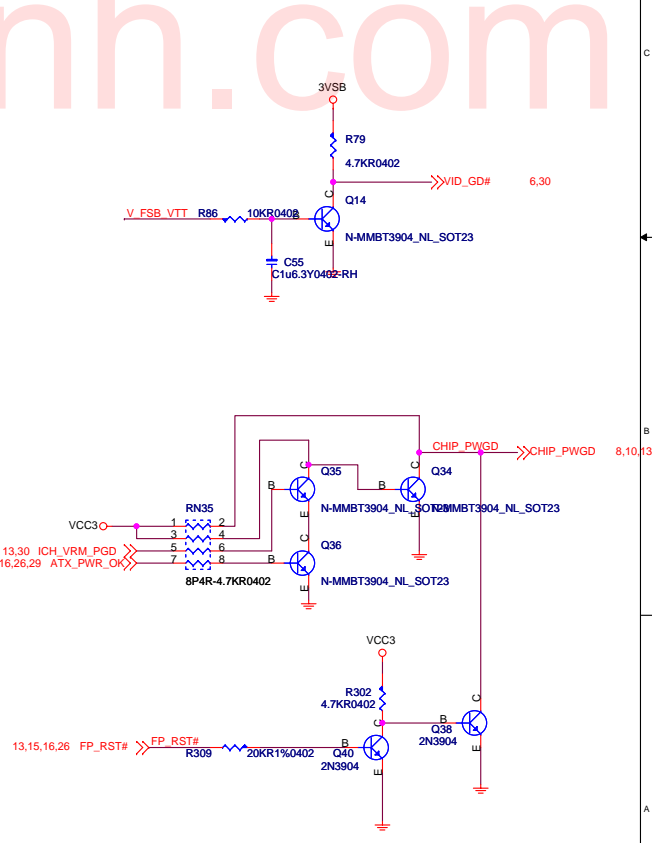 nh.com
C
3VSB
R79
4.7KR0402
C
VID_GD# 6,30
Q14
V_FSB_VTT R86 10KR0402 B
N-MMBT3904_NL_SOT23
E
C55
C1u6.3Y0402-RH
B
CHIP_PWGD
CHIP_PWGD 8,10,13
C Q35 C Q34
B B
N-MMBT3904_NL_SOT23 N-MMBT3904_NL_SOT23
RN35
E E
VCC3 1 2
3 4
C Q36
13,30 ICH_VRM_PGD 5 6
16,26,29 ATX_PWR_OK 7 8 B
8P4R-4.7KR0402
N-MMBT3904_NL_SOT23
E
VCC3
R302
4.7KR0402
C
C B Q38
2N3904
13,15,16,26 FP_RST# FP_RST#
R309 20KR1%0402 B Q40
2N3904
E
E
A